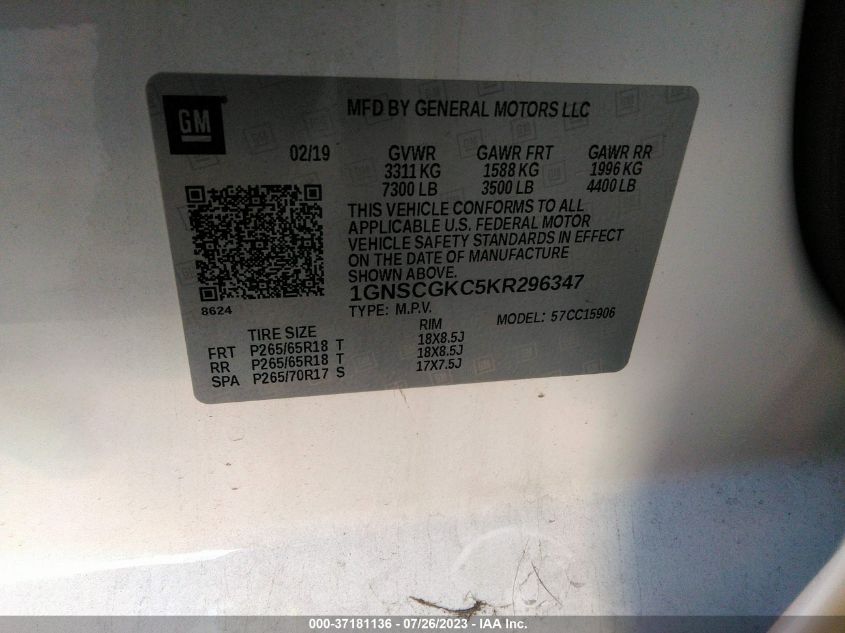 GM
MFD BY GENERAL MOTORS LLC
02/19 GVWR GAWR FRT GAWR RR
3311 KG 1588 KG 1996 KG
7300 LB 3500 LB 4400 LB
THIS VEHICLE CONFORMS TO ALL
APPLICABLE U.S. FEDERAL MOTOR
VEHICLE SAFETY STANDARDS IN EFFECT
ON THE DATE OF MANUFACTURE
SHOWN ABOVE.
1GNSCGKC5KR296347
8624
TYPE: M.P.V. MODEL: 57CC15906
TIRE SIZE RIM
FRT P265/65R18 T 18X8.5J
RR P265/65R18 T 18X8.5J
SPA P265/70R17 S 17X7.5J
000-37181136 - 07/26/2023 - IAA Inc.